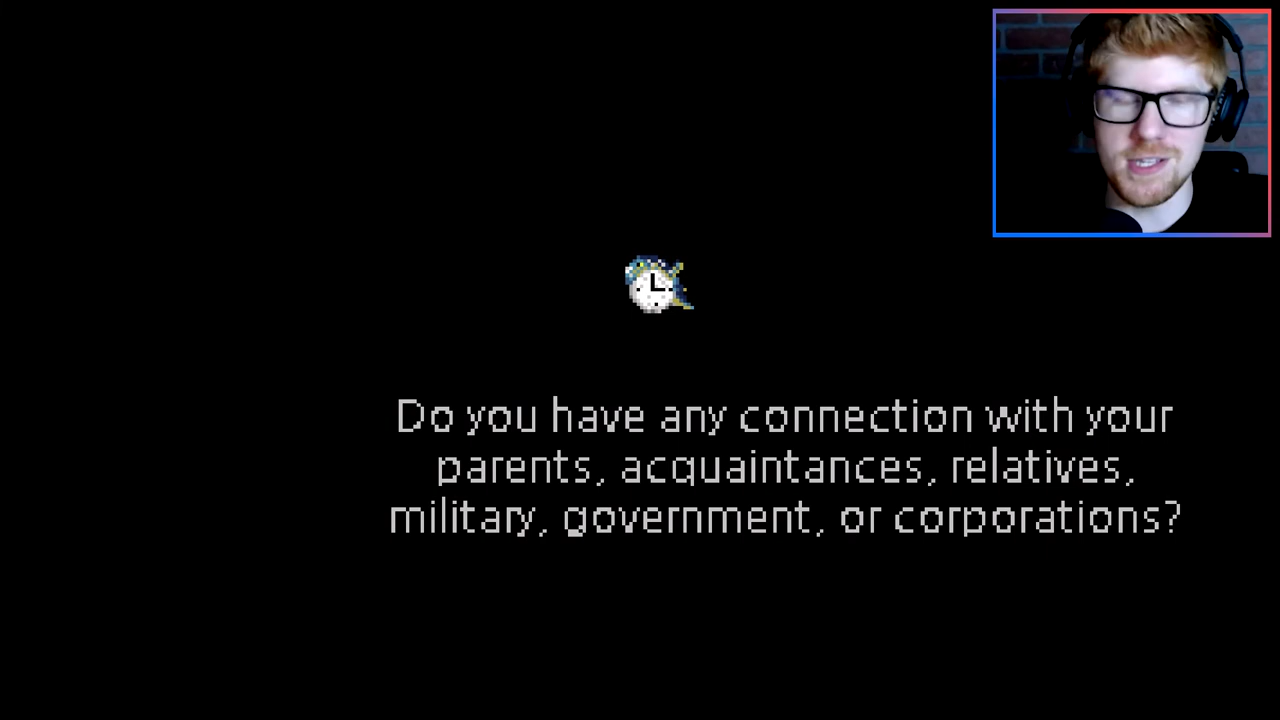 Do you have any connection with your
parents, acquaintances, relatives,
military, government, or corporations?